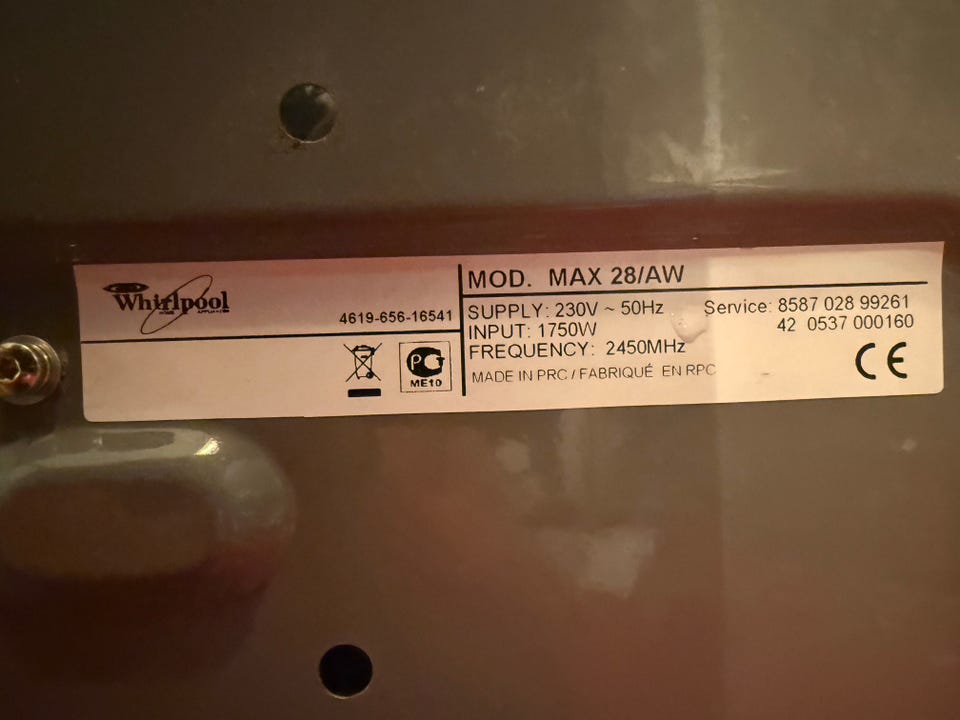 Whirlpool
4619-656-16541
PCT
ME10
MOD. MAX 28/AW
SUPPLY: 230V ~ 50Hz
INPUT: 1750W
FREQUENCY: 2450MHz
MADE IN PRC / FABRIQUÉ EN RPC
Service: 8587 028 99261
42 0537 000160
CE